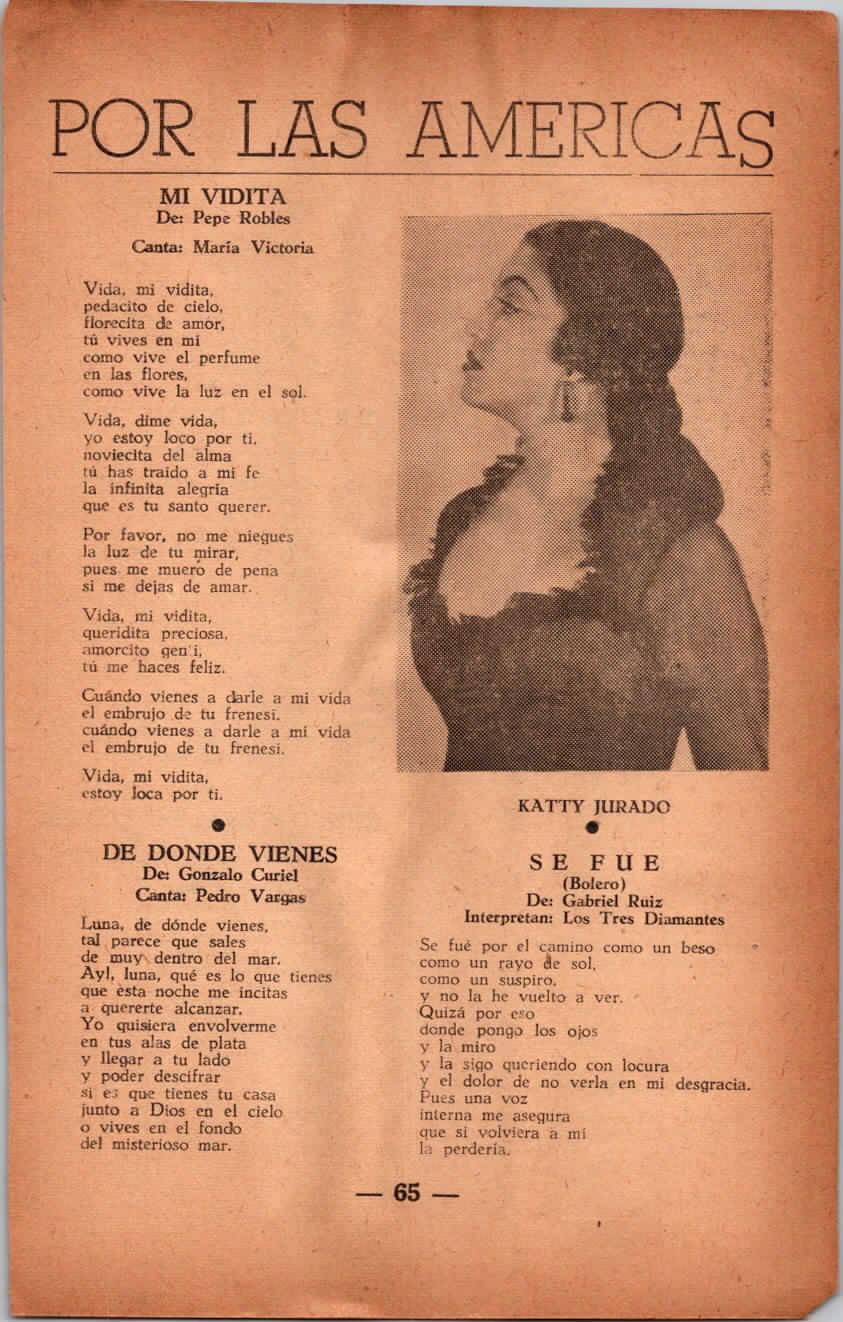 POR LAS AMERICAS
MI VIDITA
De: Pepe Robles
Canta: María Victoria
Vida, mi vidita,
pedacito de cielo,
florecita de amor,
tú vives en mi
como vive el perfume
en las flores,
como vive la luz en el sol.
Vida, dime vida,
yo estoy loco por ti,
noviecita del alma
tú has traido a mi fe
la infinita alegria
que es tu santo querer.
Por favor, no me niegues
la luz de tu mirar,
pues me muero de pena
si me dejas de amar.
Vida, mi vidita,
queridita preciosa,
amorcito gen i,
tú me haces feliz.
Cuándo vienes a darle a mi vida
el embrujo de tu frenesi.
cuándo vienes a darle a mi vida
el embrujo de tu frenesi.
Vida, mi vidita,
estoy loca por ti.
DE DONDE VIENES
De: Gonzalo Curiel
Canta: Pedro Vargas
Luna, de dónde vienes,
tal parece que sales
de muy dentro del mar.
Ay!, luna, qué es lo que tienes
que esta noche me incitas
a quererte alcanzar.
Yo quisiera envolverme
en tus alas de plata
y llegar a tu lado
y poder descifrar
si es que tienes tu casa
junto a Dios en el cielo
o vives en el fondo
del misterioso mar.
KATTY JURADO
SE FUE
(Bolero)
De: Gabriel Ruiz
Interpretan: Los Tres Diamantes
Se fué por el camino como un beso
como un rayo de sol,
como un suspiro,
y no la he vuelto a ver.
Quizá por eso
donde pongo los ojos
y la miro
y la sigo queriendo con locura
y el dolor de no verla en mi desgracia.
Pues una voz
interna me asegura
que si volviera a mi
la perdería.
— 65 —